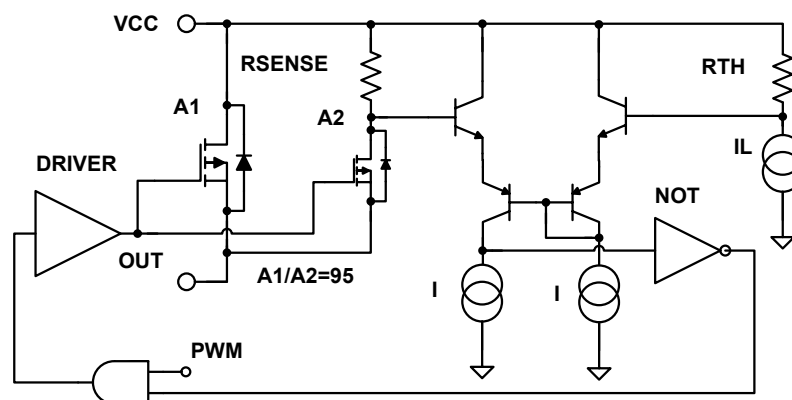 VCC
RSENSE
RTH
A1
A2
DRIVER
IL
NOT
OUT
A1/A2=95
I
I
PWM